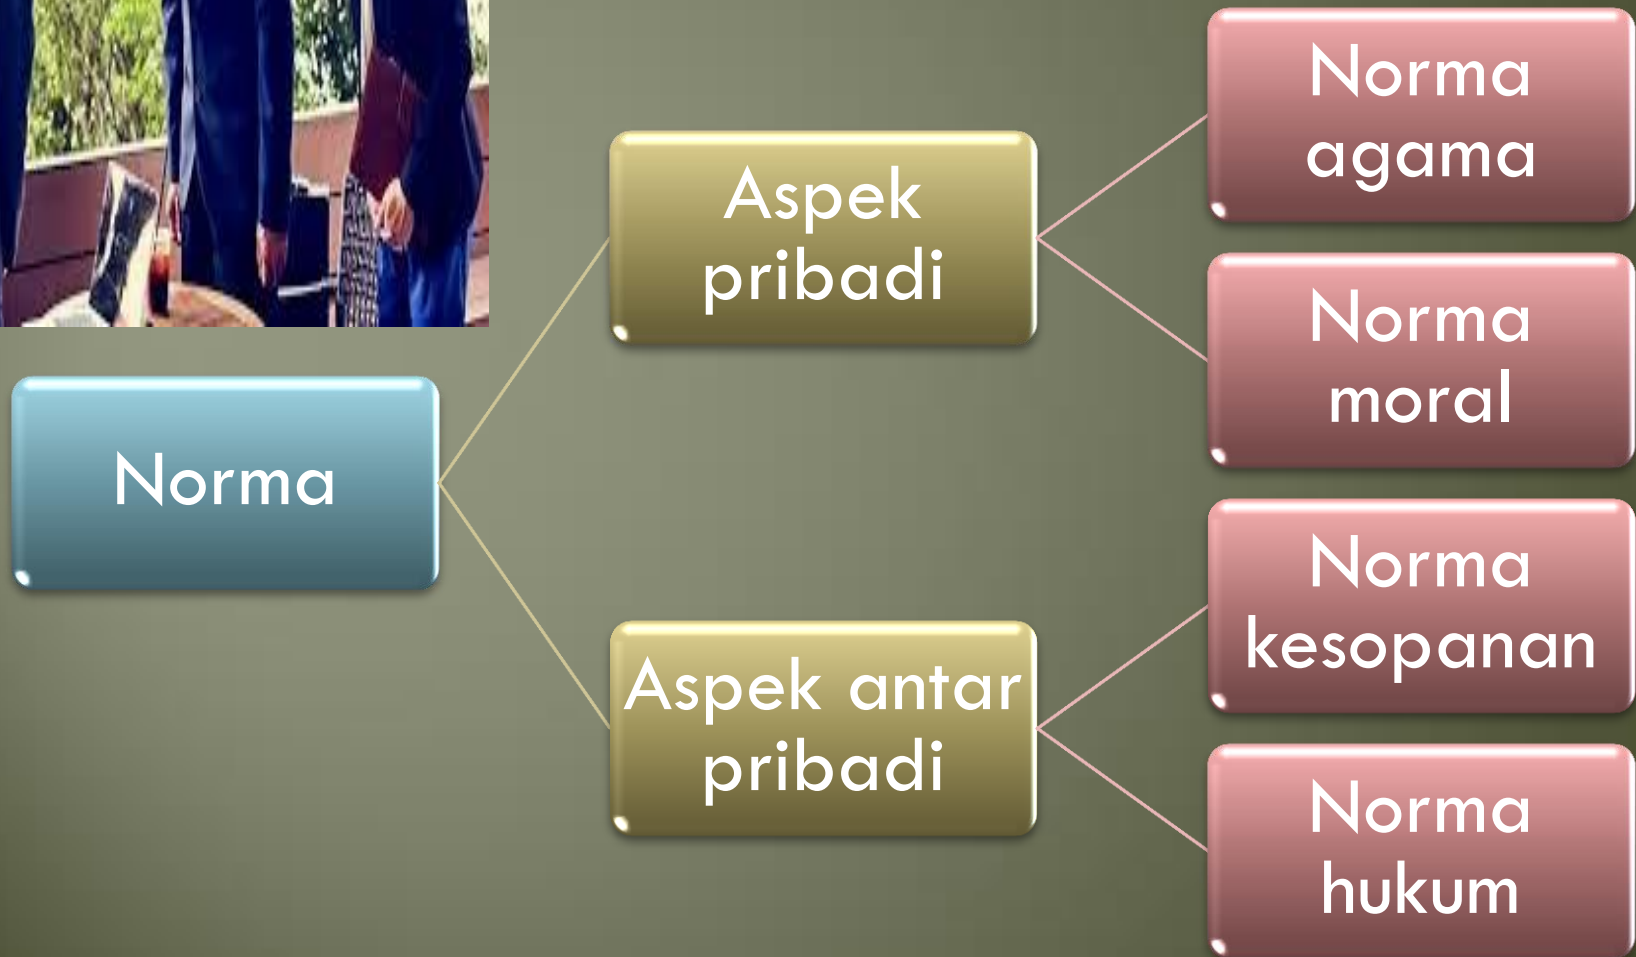 Norma
Aspek
pribadi
Norma
agama
Norma
moral
Aspek antar
pribadi
Norma
kesopanan
Norma
hukum